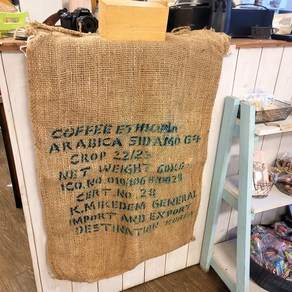 COFFEE ETHIOPIA
ARABICA SIDAMO G4
CROP 22/23
NET WEIGHT 60KG
CERT. NO. 28
K.MIKEDEM GENERAL
IMPORT AND EXPORT
DESTINATION KOREA